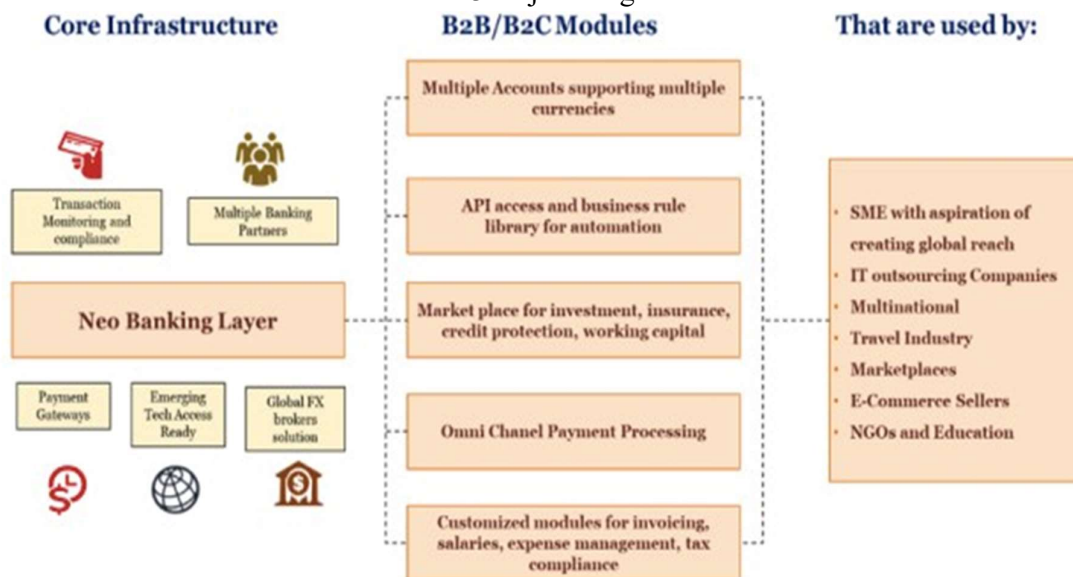 Core Infrastructure
B2B/B2C Modules
That are used by:
Transaction
Monitoring and
compliance
Multiple Banking
Partners
Neo Banking Layer
Payment
Gateways
Emerging
Tech Access
Ready
Global FX
brokers
solution
Multiple Accounts supporting multiple
currencies
API access and business rule
library for automation
Market place for investment, insurance,
credit protection, working capital
Omni Chanel Payment Processing
Customized modules for invoicing,
salaries, expense management, tax
compliance
• SME with aspiration of
creating global reach
• IT outsourcing Companies
• Multinational
• Travel Industry
• Marketplaces
• E-Commerce Sellers
• NGOs and Education